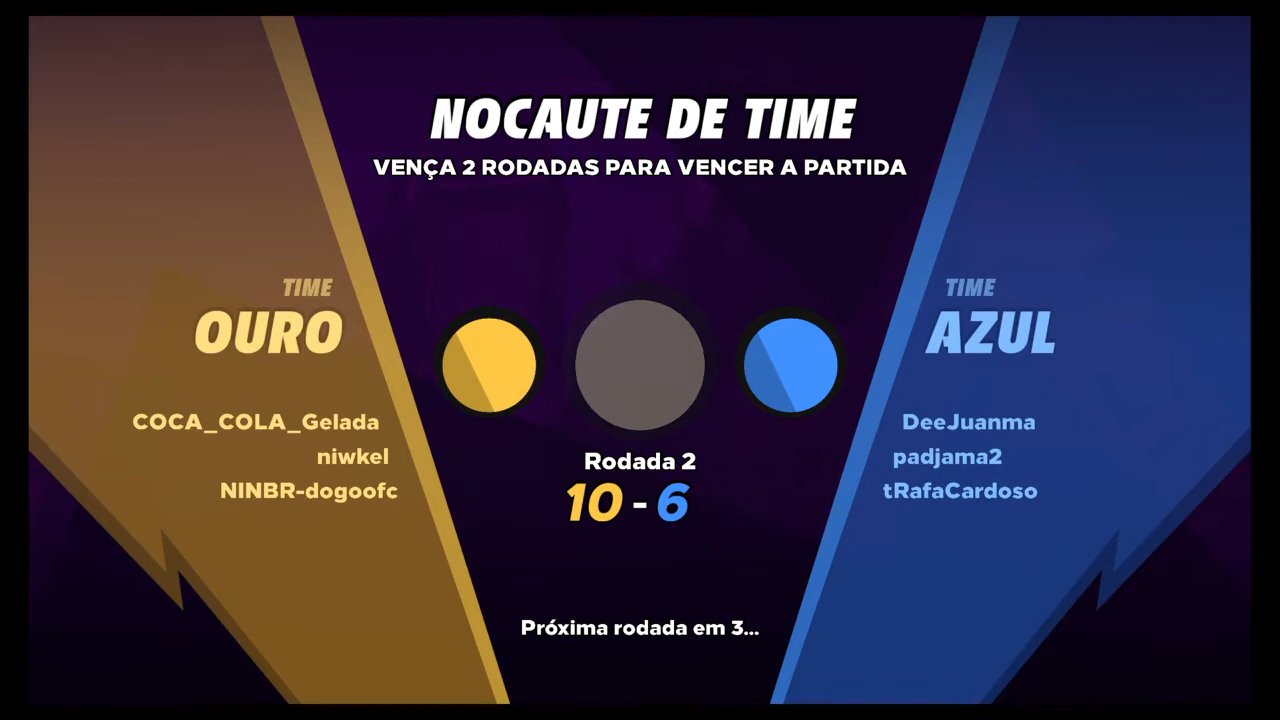 NOCAUTE DE TIME
VENÇA 2 RODADAS PARA VENCER A PARTIDA
TIME
OURO
COCA_COLA_Gelada
niwkel
NINBR-dogoofc
TIME
AZUL
DeeJuanma
padjama2
tRafaCardoso
Rodada 2
10 - 6
Próxima rodada em 3...